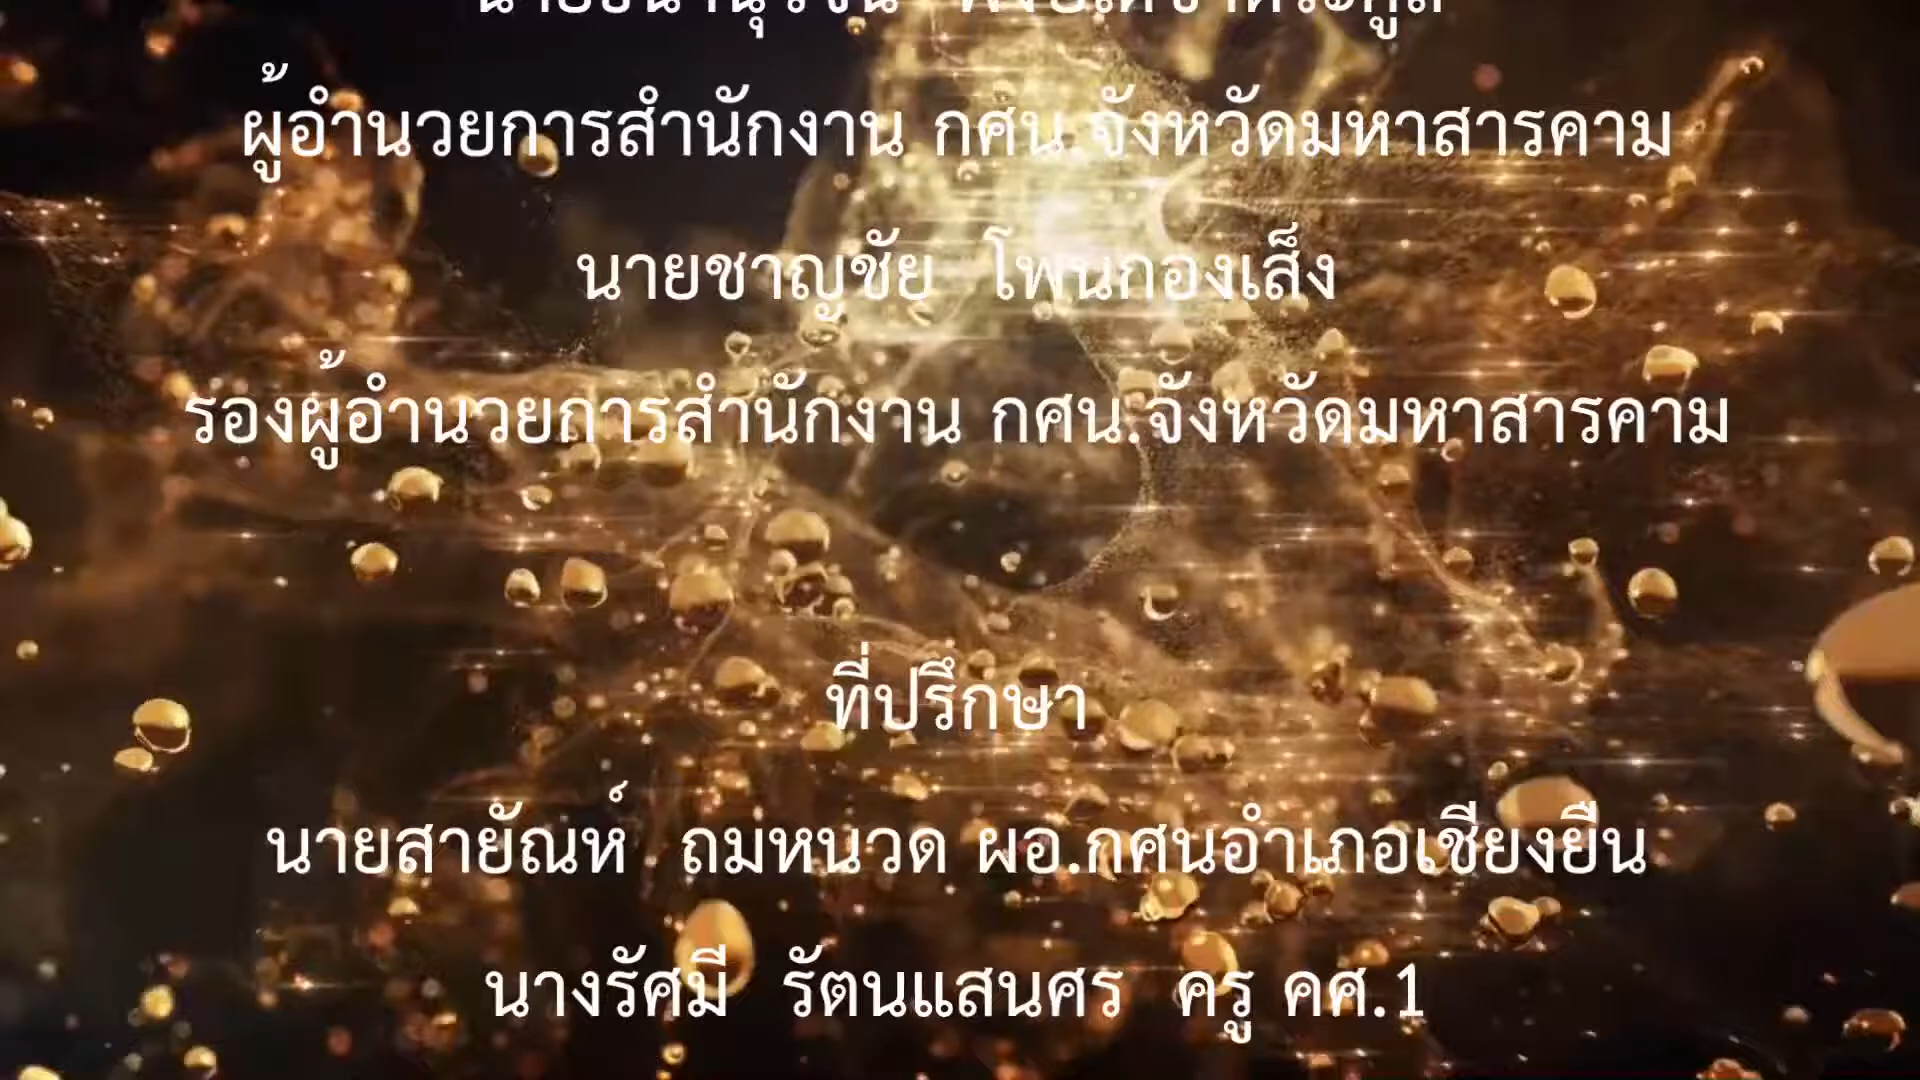 ผู้อำนวยการสำนักงาน กศน.จังหวัดมหาสารคาม
นายชาญชัย โพนกองเส็ง
รองผู้อำนวยการสำนักงาน กศน.จังหวัดมหาสารคาม
ที่ปรึกษา
นายสายัณห์ ถมหนวด ผอ.กศนอำเภอเชียงยืน
นางรัศมี รัตนแสนศร ครู คศ.1